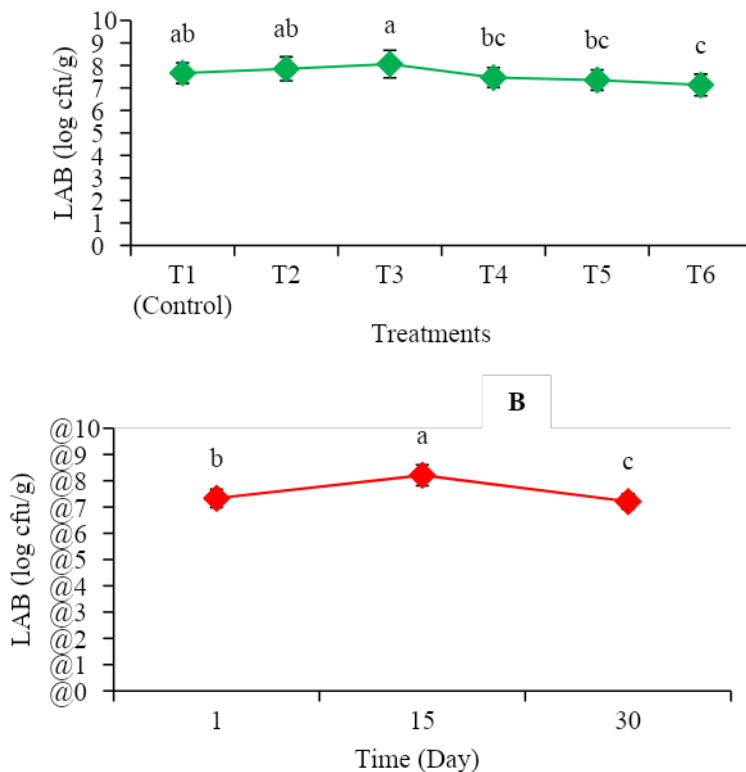 LAB (log cfu/g)
10
9
8
7
6
5
4
3
2
1
0
ab ab a bc bc c
T1 T2 T3 T4 T5 T6
(Control)
Treatments
B
LAB (log cfu/g)
@10
@9
@8
@7
@6
@5
@4
@3
@2
@1
@0
b a c
1 15 30
Time (Day)